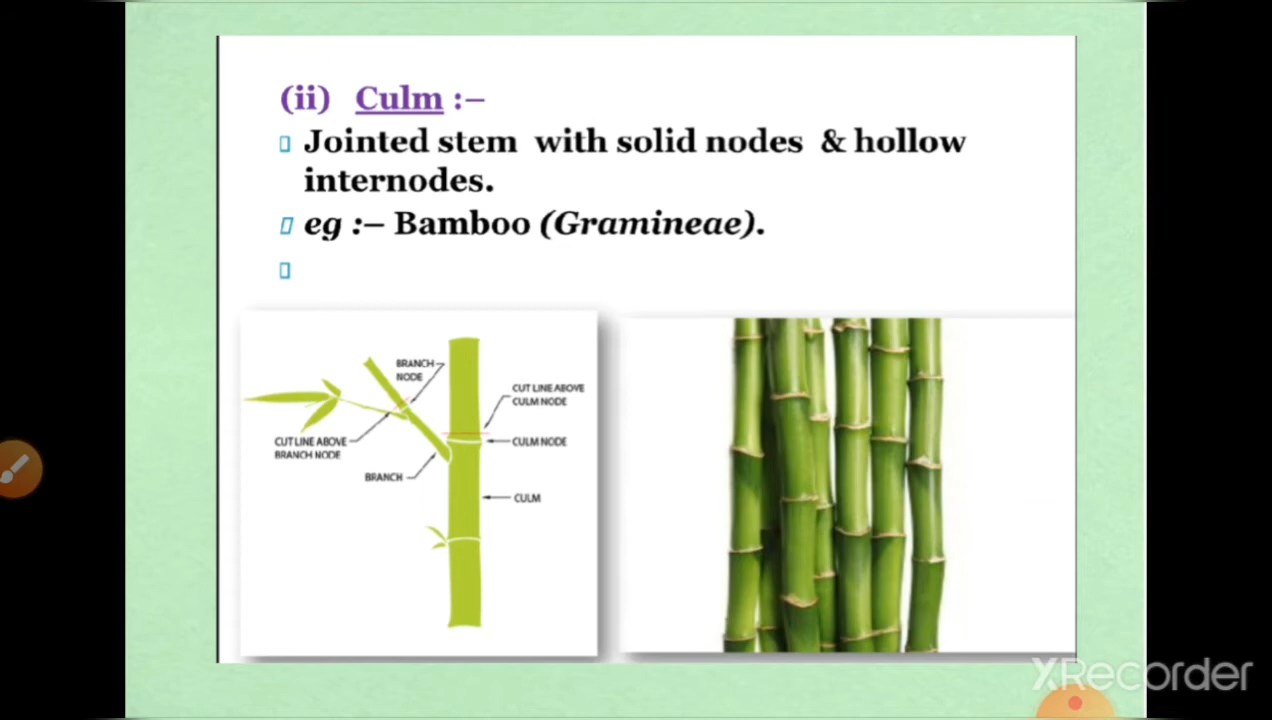 (ii) Culm :–
Jointed stem with solid nodes & hollow
internodes.
eg :– Bamboo (Gramineae).
BRANCH
NODE
CUT LINE ABOVE
CULM NODE
CUT LINE ABOVE
BRANCH NODE
CULM NODE
BRANCH
CULM
XRecorder